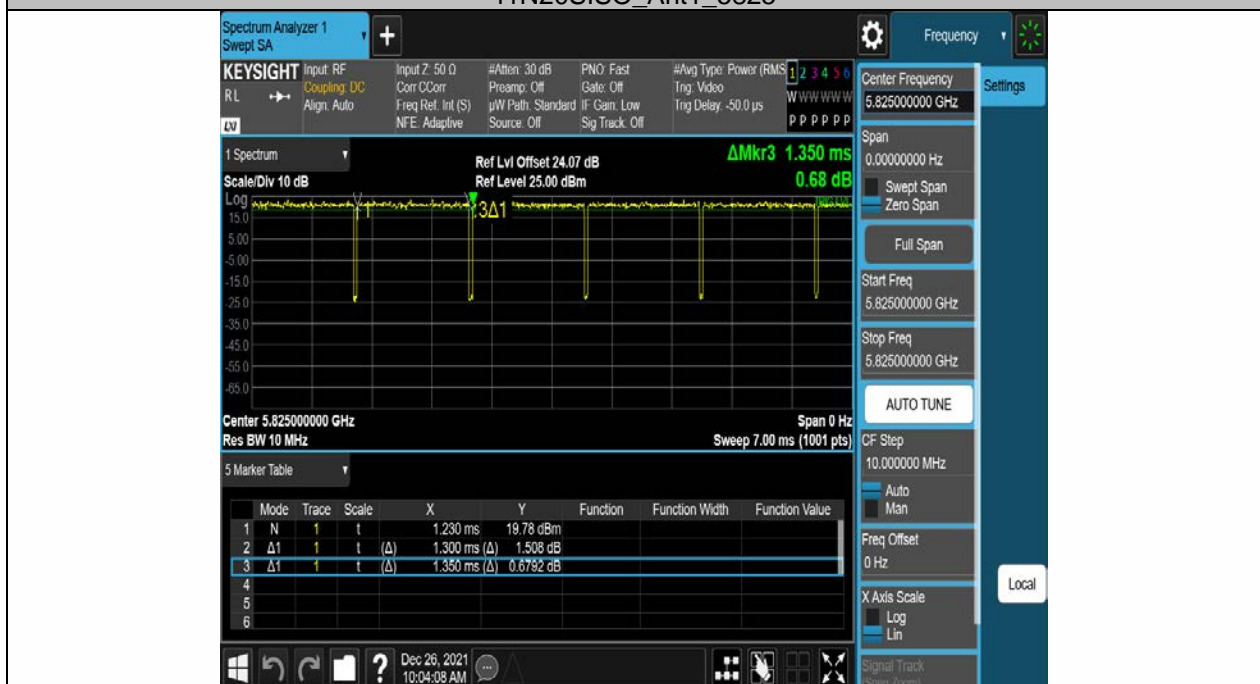 Spectrum Analyzer 1
Swept SA
+
Frequency
KEYSIGHT
RL
LXI
Input: RF
Coupling: DC
Align: Auto
Input Z: 50 Ω
Corr CCorr
Freq Ref: Int (S)
NFE: Adaptive
#Atten: 30 dB
Preamp: Off
µW Path: Standard
Source: Off
PNO: Fast
Gate: Off
IF Gain: Low
Sig Track: Off
#Avg Type: Power (RMS
Trig: Video
Trig Delay: -50.0 µs
1 2 3 4 5 6
W W W W W W
P P P P P P
1 Spectrum
Ref Lvl Offset 24.07 dB
ΔMkr3 1.350 ms
Scale/Div 10 dB
Ref Level 25.00 dBm
0.68 dB
Log
1
3Δ1
15.0
5.00
-5.00
-15.0
-25.0
-35.0
-45.0
-55.0
-65.0
Center 5.825000000 GHz
Span 0 Hz
Res BW 10 MHz
Sweep 7.00 ms (1001 pts)
5 Marker Table
Mode Trace Scale X Y Function Function Width Function Value
1 N 1 t 1.230 ms 19.78 dBm
2 Δ1 1 t (Δ) 1.300 ms (Δ) 1.508 dB
3 Δ1 1 t (Δ) 1.350 ms (Δ) 0.6792 dB
4
5
6
?
Dec 26, 2021
10:04:08 AM
Center Frequency
5.825000000 GHz
Span
0.00000000 Hz
Swept Span
Zero Span
Full Span
Start Freq
5.825000000 GHz
Stop Freq
5.825000000 GHz
AUTO TUNE
CF Step
10.000000 MHz
Auto
Man
Freq Offset
0 Hz
X Axis Scale
Log
Lin
Signal Track
(Span Zoom)
Settings
Local